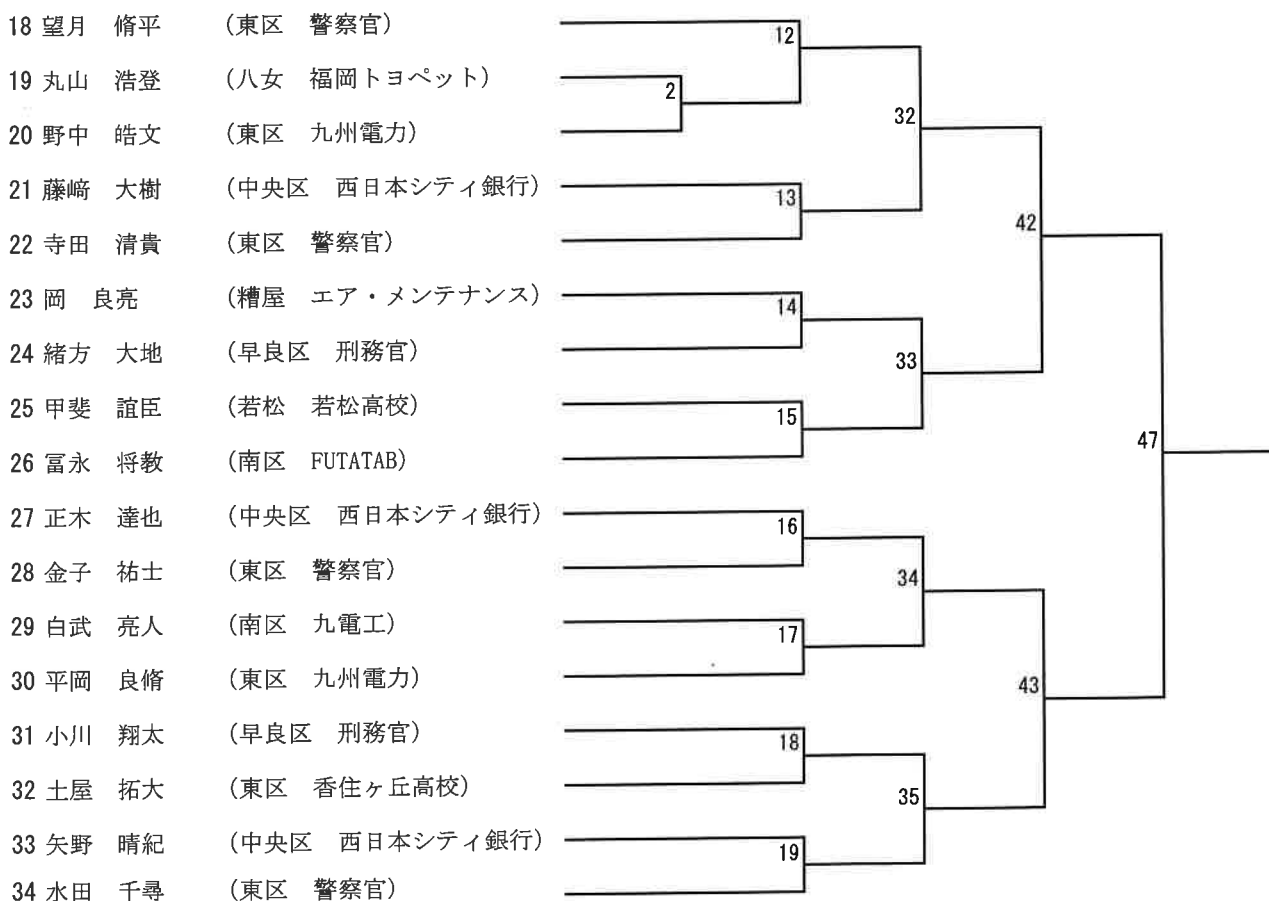 18 望月　脩平　(東区　警察官)
19 丸山　浩登　(八女　福岡トヨペット)
20 野中　皓文　(東区　九州電力)
21 藤﨑　大樹　(中央区　西日本シティ銀行)
22 寺田　清貴　(東区　警察官)
23 岡　良亮　(糟屋　エア・メンテナンス)
24 緒方　大地　(早良区　刑務官)
25 甲斐　誼臣　(若松　若松高校)
26 冨永　将教　(南区　FUTATAB)
27 正木　達也　(中央区　西日本シティ銀行)
28 金子　祐士　(東区　警察官)
29 白武　亮人　(南区　九電工)
30 平岡　良脩　(東区　九州電力)
31 小川　翔太　(早良区　刑務官)
32 土屋　拓大　(東区　香住ヶ丘高校)
33 矢野　晴紀　(中央区　西日本シティ銀行)
34 水田　千尋　(東区　警察官)
2
12
13
14
15
16
17
18
19
32
33
34
35
42
43
47